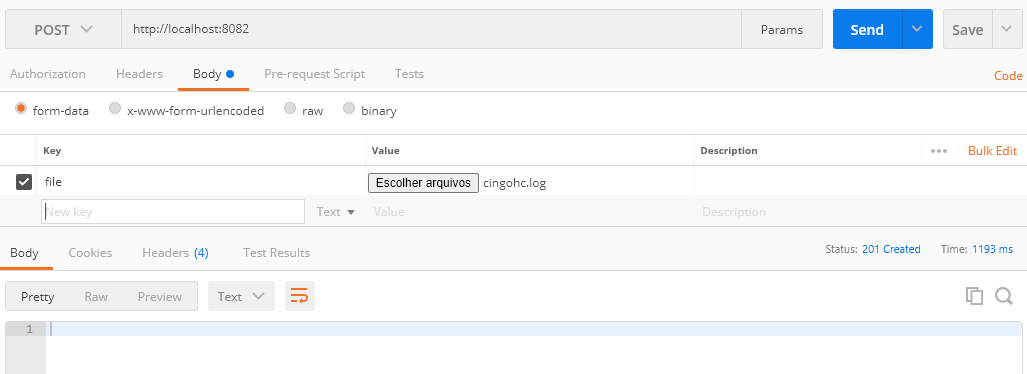 POST http://localhost:8082 Params Send Save
Authorization Headers Body Pre-request Script Tests Code
form-data x-www-form-urlencoded raw binary
Key Value Description ••• Bulk Edit
file Escolher arquivos cingohc.log
New key Text Value Description
Body Cookies Headers (4) Test Results Status: 201 Created Time: 1193 ms
Pretty Raw Preview Text
1